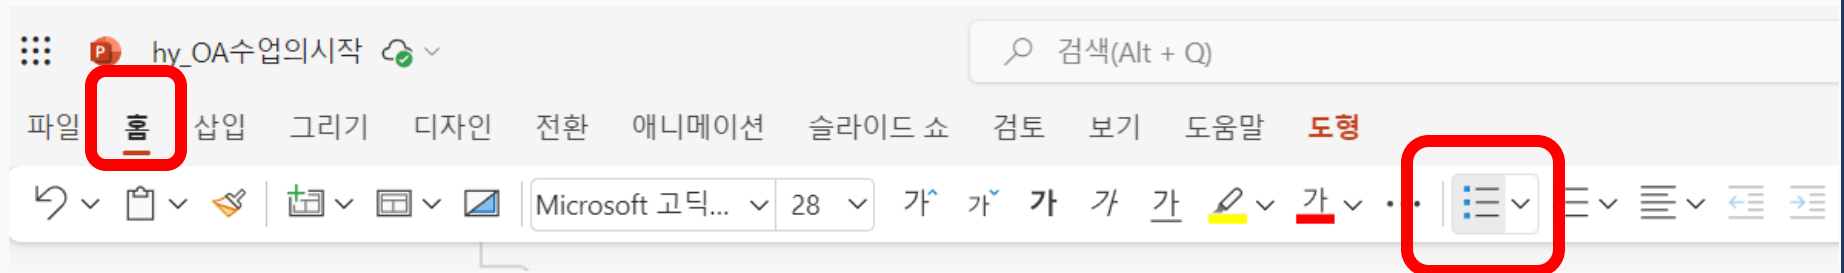 P hy_OA수업의시작
검색(Alt + Q)
파일 홈 삽입 그리기 디자인 전환 애니메이션 슬라이드 쇼 검토 보기 도움말 도형
Microsoft 고딕... 28 가 가 가 가 가 가